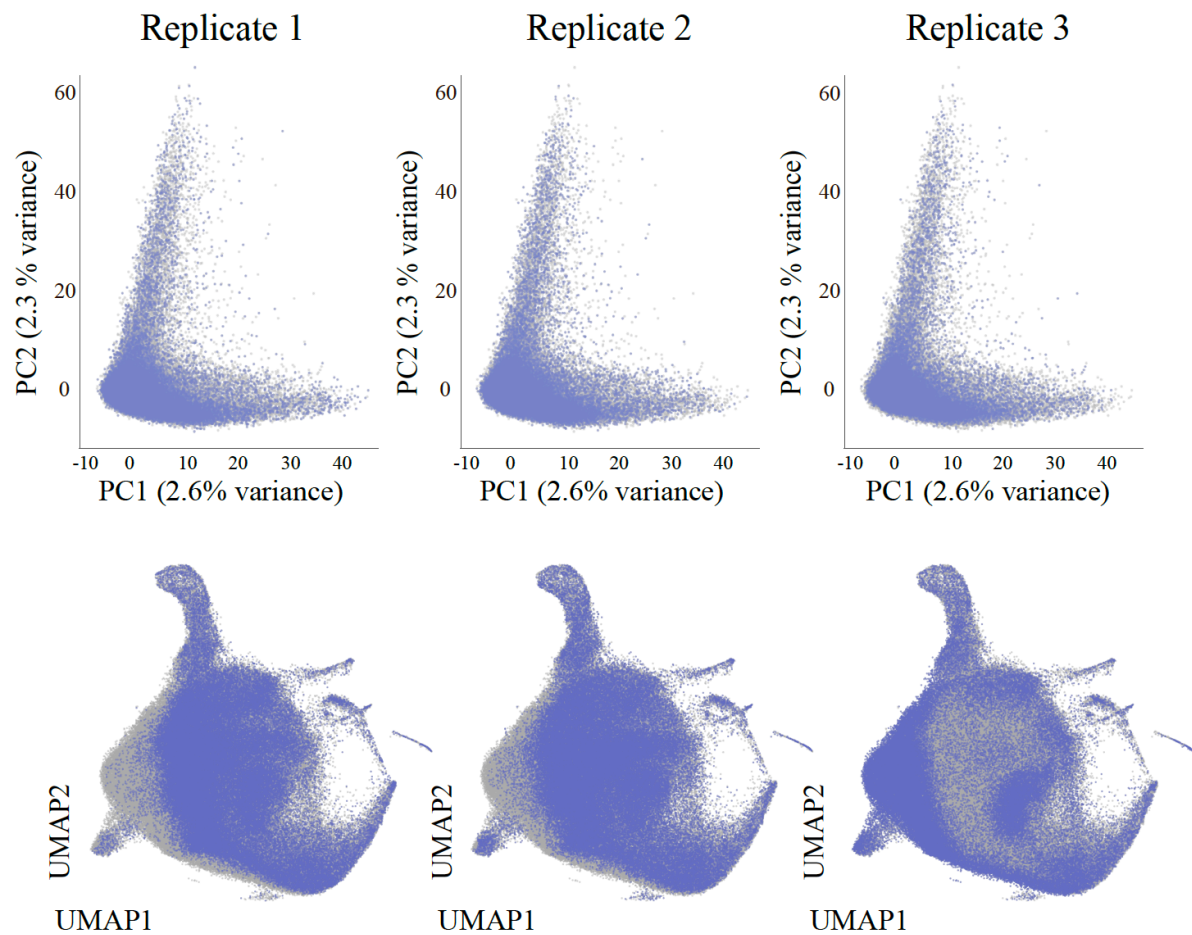 Replicate 1
Replicate 2
Replicate 3
60
40
20
0
PC2 (2.3 % variance)
-10 0 10 20 30 40
PC1 (2.6% variance)
60
40
20
0
PC2 (2.3 % variance)
-10 0 10 20 30 40
PC1 (2.6% variance)
60
40
20
0
PC2 (2.3 % variance)
-10 0 10 20 30 40
PC1 (2.6% variance)
UMAP2
UMAP1
UMAP2
UMAP1
UMAP2
UMAP1